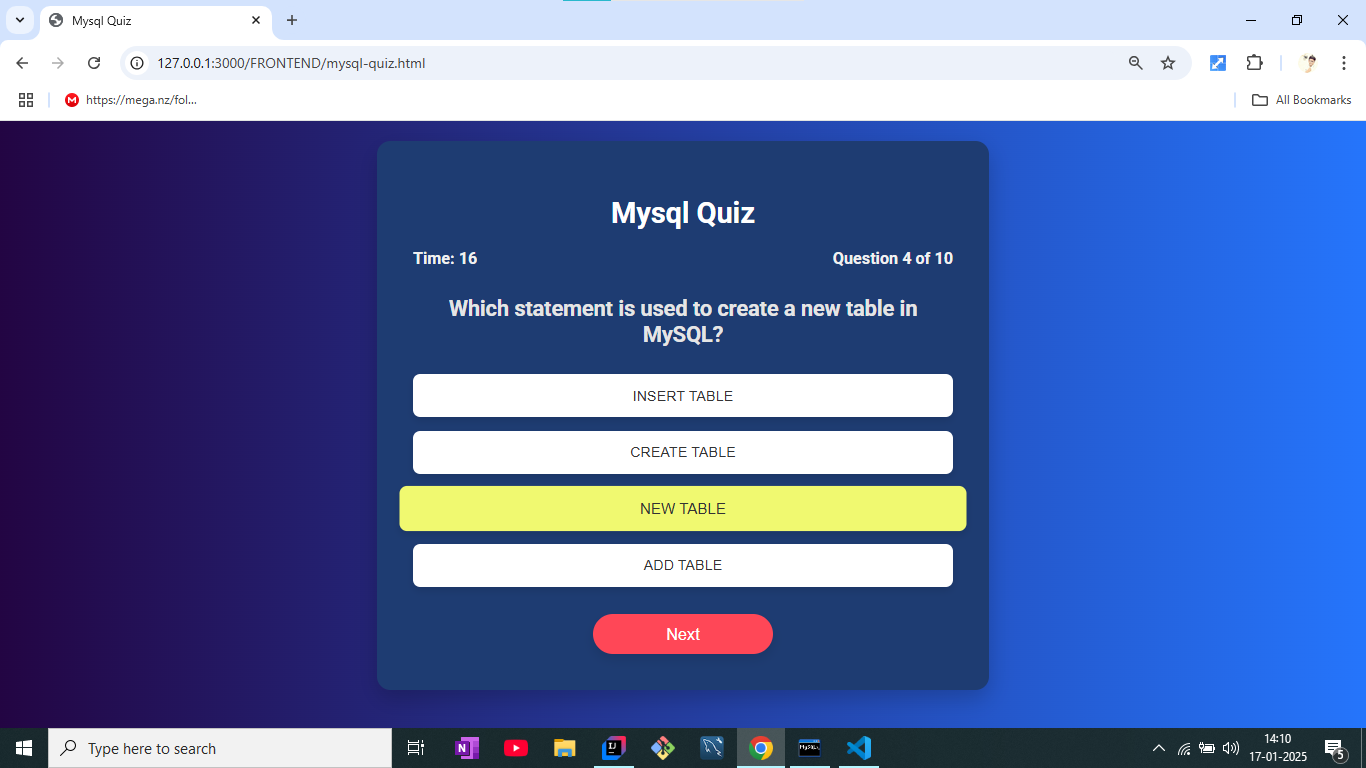 Mysql Quiz
127.0.0.1:3000/FRONTEND/mysql-quiz.html
https://mega.nz/fol...
All Bookmarks
Mysql Quiz
Time: 16
Question 4 of 10
Which statement is used to create a new table in
MySQL?
INSERT TABLE
CREATE TABLE
NEW TABLE
ADD TABLE
Next
Type here to search
14:10
17-01-2025
5